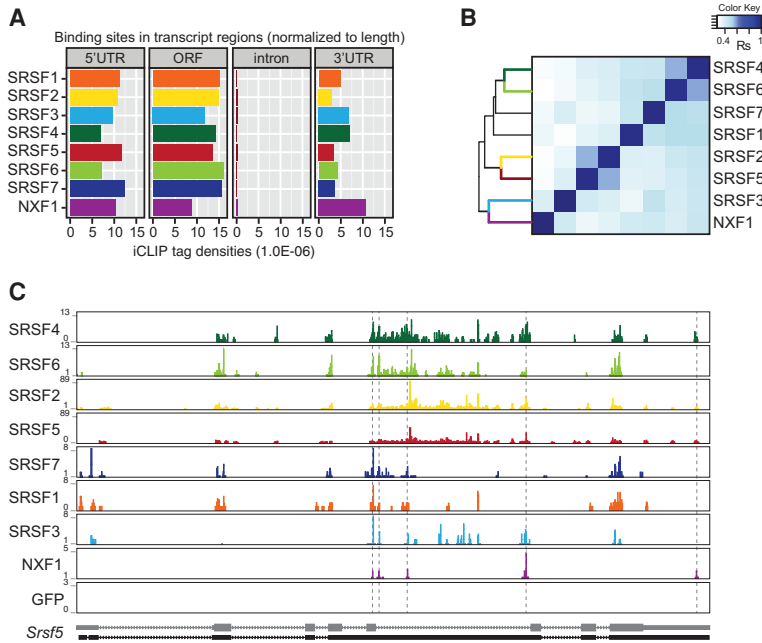 A
Binding sites in transcript regions (normalized to length)
5'UTR ORF intron 3'UTR
SRSF1
SRSF2
SRSF3
SRSF4
SRSF5
SRSF6
SRSF7
NXF1
0 5 10 15 0 5 10 15 0 5 10 15 0 5 10 15
iCLIP tag densities (1.0E-06)
B
Color Key
0.4 1
Rs
SRSF4
SRSF6
SRSF7
SRSF1
SRSF2
SRSF5
SRSF3
NXF1
C
13
SRSF4
0
13
SRSF6
1
89
SRSF2
1
89
SRSF5
0
8
SRSF7
1
8
SRSF1
1
8
SRSF3
1
5
NXF1
1
3
GFP
0
Srsf5